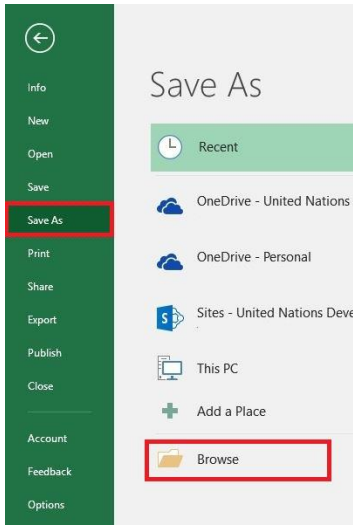 Info
New
Open
Save
Save As
Print
Share
Export
Publish
Close
Account
Feedback
Options
Save As
Recent
OneDrive - United Nations
OneDrive - Personal
Sites - United Nations Deve
This PC
Add a Place
Browse